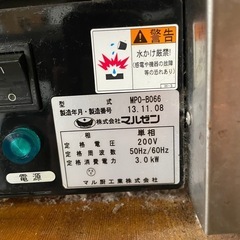 警告
水かけ厳禁!
(感電や機器の故障
等の恐れあり)
型式 MPO-B066
製造年月・製造番号 13.11.08
株式会社マルゼン
相 単相
定格電圧 200V
定格周波数 50Hz/60Hz
定格消費電力 3.0kW
マル厨工業株式会社
電源